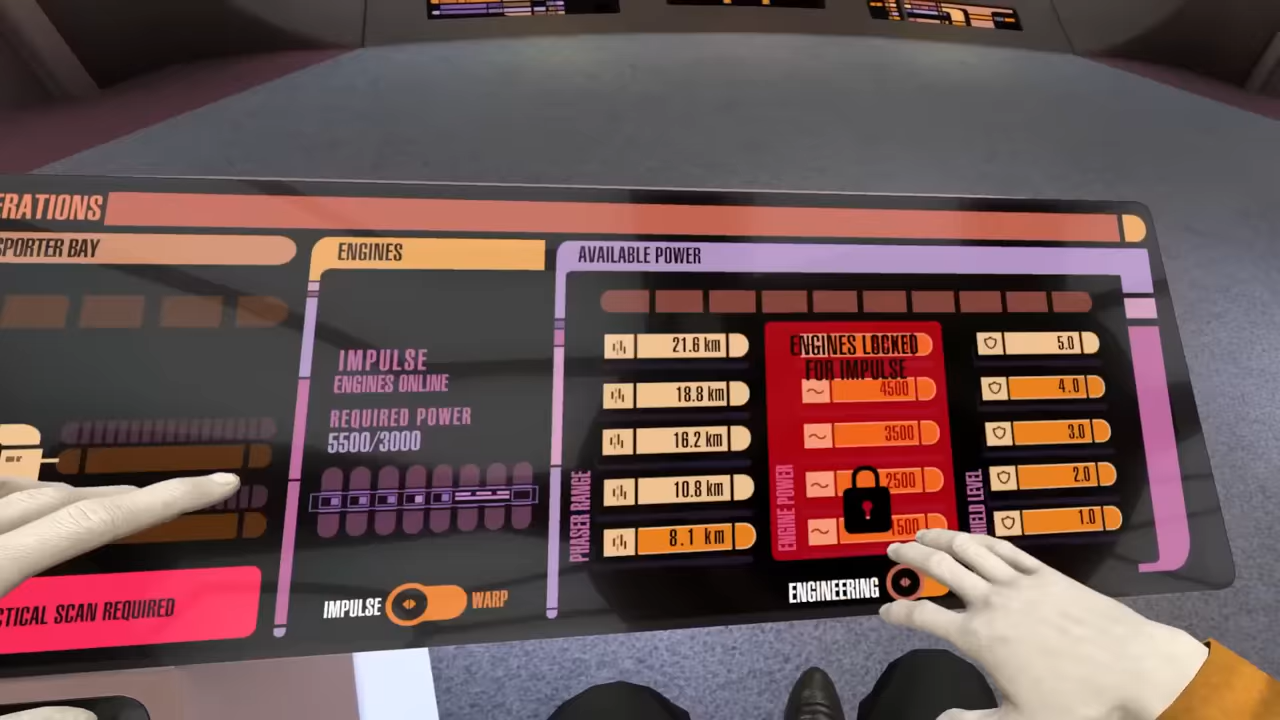 ERATIONS
SPORTER BAY
ENGINES
AVAILABLE POWER
IMPULSE
ENGINES ONLINE
REQUIRED POWER
5500/3000
IMPULSE
WARP
TACTICAL SCAN REQUIRED
PHASER RANGE
21.6 km
18.8 km
16.2 km
10.8 km
8.1 km
ENGINE POWER
ENGINES LOCKED
FOR IMPULSE
4500
3500
2500
1500
ENGINEERING
SHIELD LEVEL
5.0
4.0
3.0
2.0
1.0